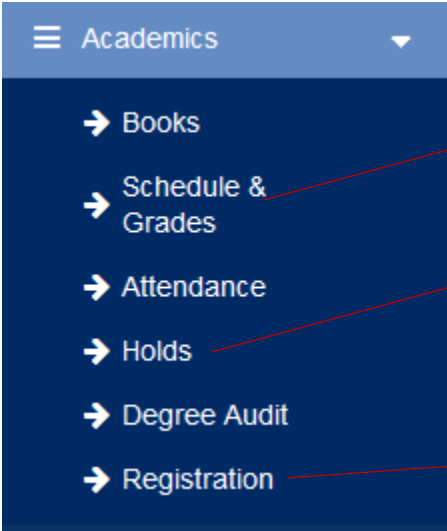 Academics
Books
Schedule &
Grades
Attendance
Holds
Degree Audit
Registration